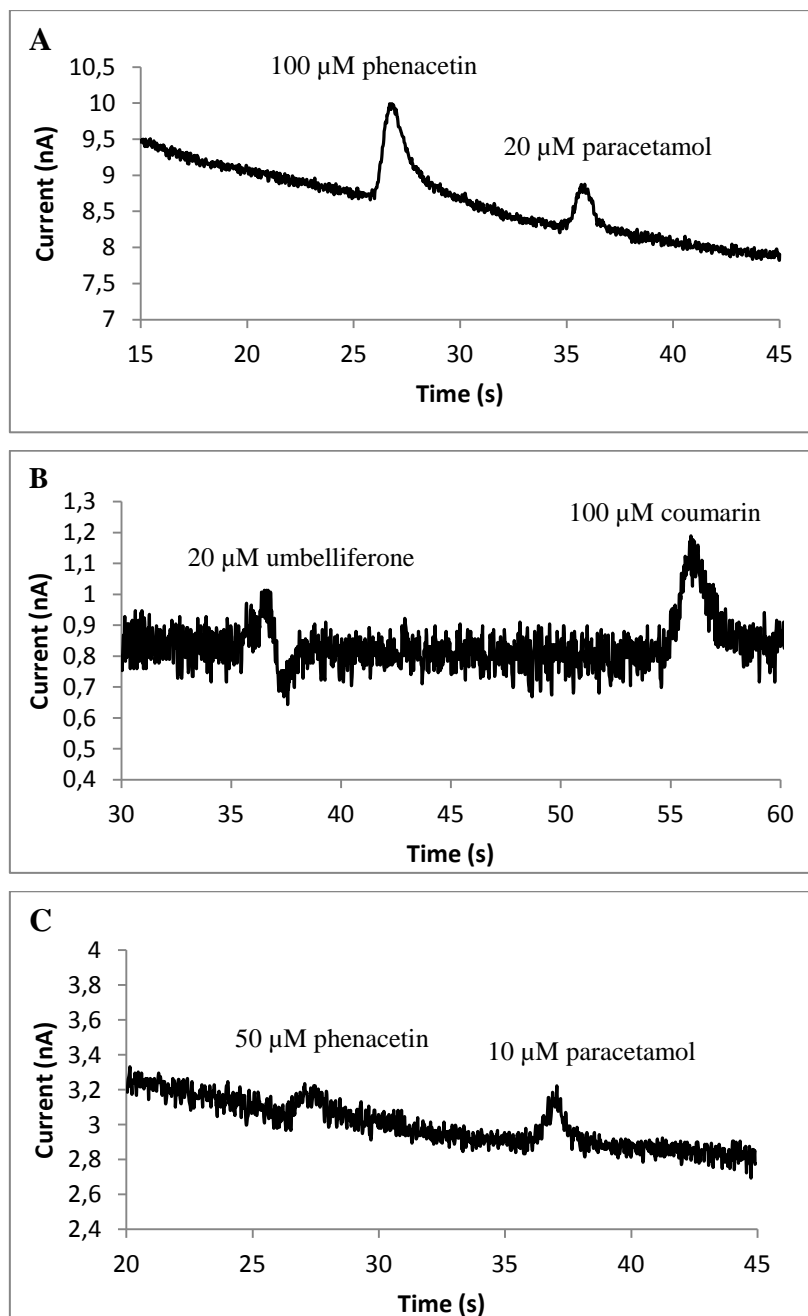 A
100 µM phenacetin
20 µM paracetamol
10,5
10
9,5
9
8,5
8
7,5
7
Current (nA)
15 20 25 30 35 40 45
Time (s)
B
20 µM umbelliferone
100 µM coumarin
1,3
1,2
1,1
1
0,9
0,8
0,7
0,6
0,5
0,4
Current (nA)
30 35 40 45 50 55 60
Time (s)
C
50 µM phenacetin
10 µM paracetamol
4
3,8
3,6
3,4
3,2
3
2,8
2,6
2,4
Current (nA)
20 25 30 35 40 45
Time (s)